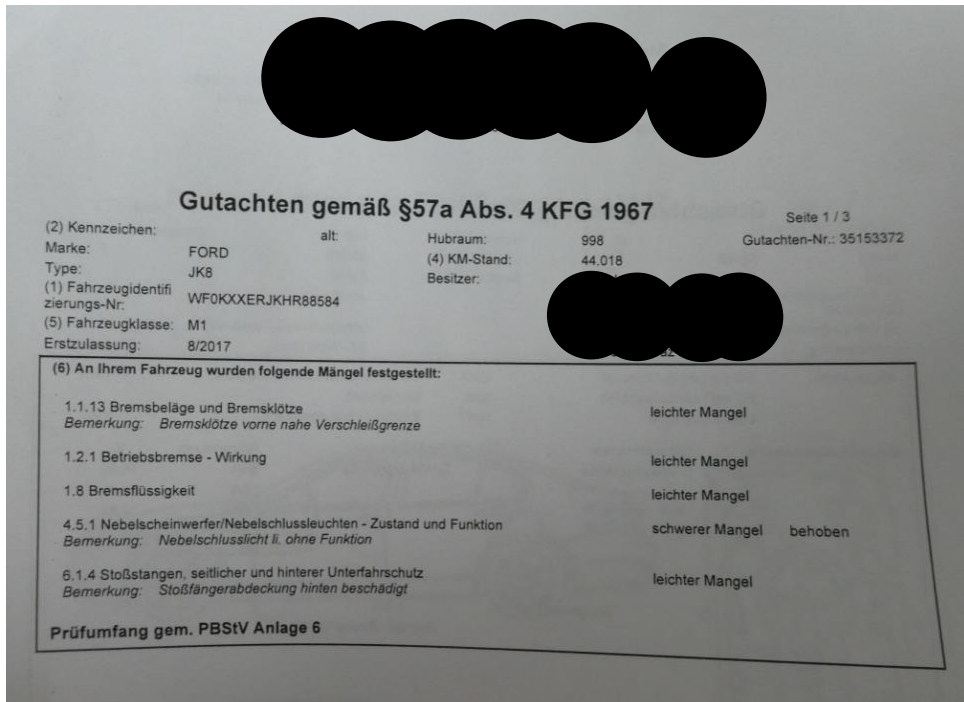 Gutachten gemäß §57a Abs. 4 KFG 1967
Seite 1 / 3
(2) Kennzeichen: alt: Hubraum: 998 Gutachten-Nr.: 35153372
Marke: FORD (4) KM-Stand: 44.018
Type: JK8 Besitzer:
(1) Fahrzeugidentifi
zierungs-Nr: WF0KXXERJKHR88584
(5) Fahrzeugklasse: M1
Erstzulassung: 8/2017
(6) An Ihrem Fahrzeug wurden folgende Mängel festgestellt:
1.1.13 Bremsbeläge und Bremsklötze leichter Mangel
Bemerkung: Bremsklötze vorne nahe Verschleißgrenze
1.2.1 Betriebsbremse - Wirkung leichter Mangel
1.8 Bremsflüssigkeit leichter Mangel
4.5.1 Nebelscheinwerfer/Nebelschlussleuchten - Zustand und Funktion schwerer Mangel behoben
Bemerkung: Nebelschlusslicht li. ohne Funktion
6.1.4 Stoßstangen, seitlicher und hinterer Unterfahrschutz leichter Mangel
Bemerkung: Stoßfängerabdeckung hinten beschädigt
Prüfumfang gem. PBStV Anlage 6